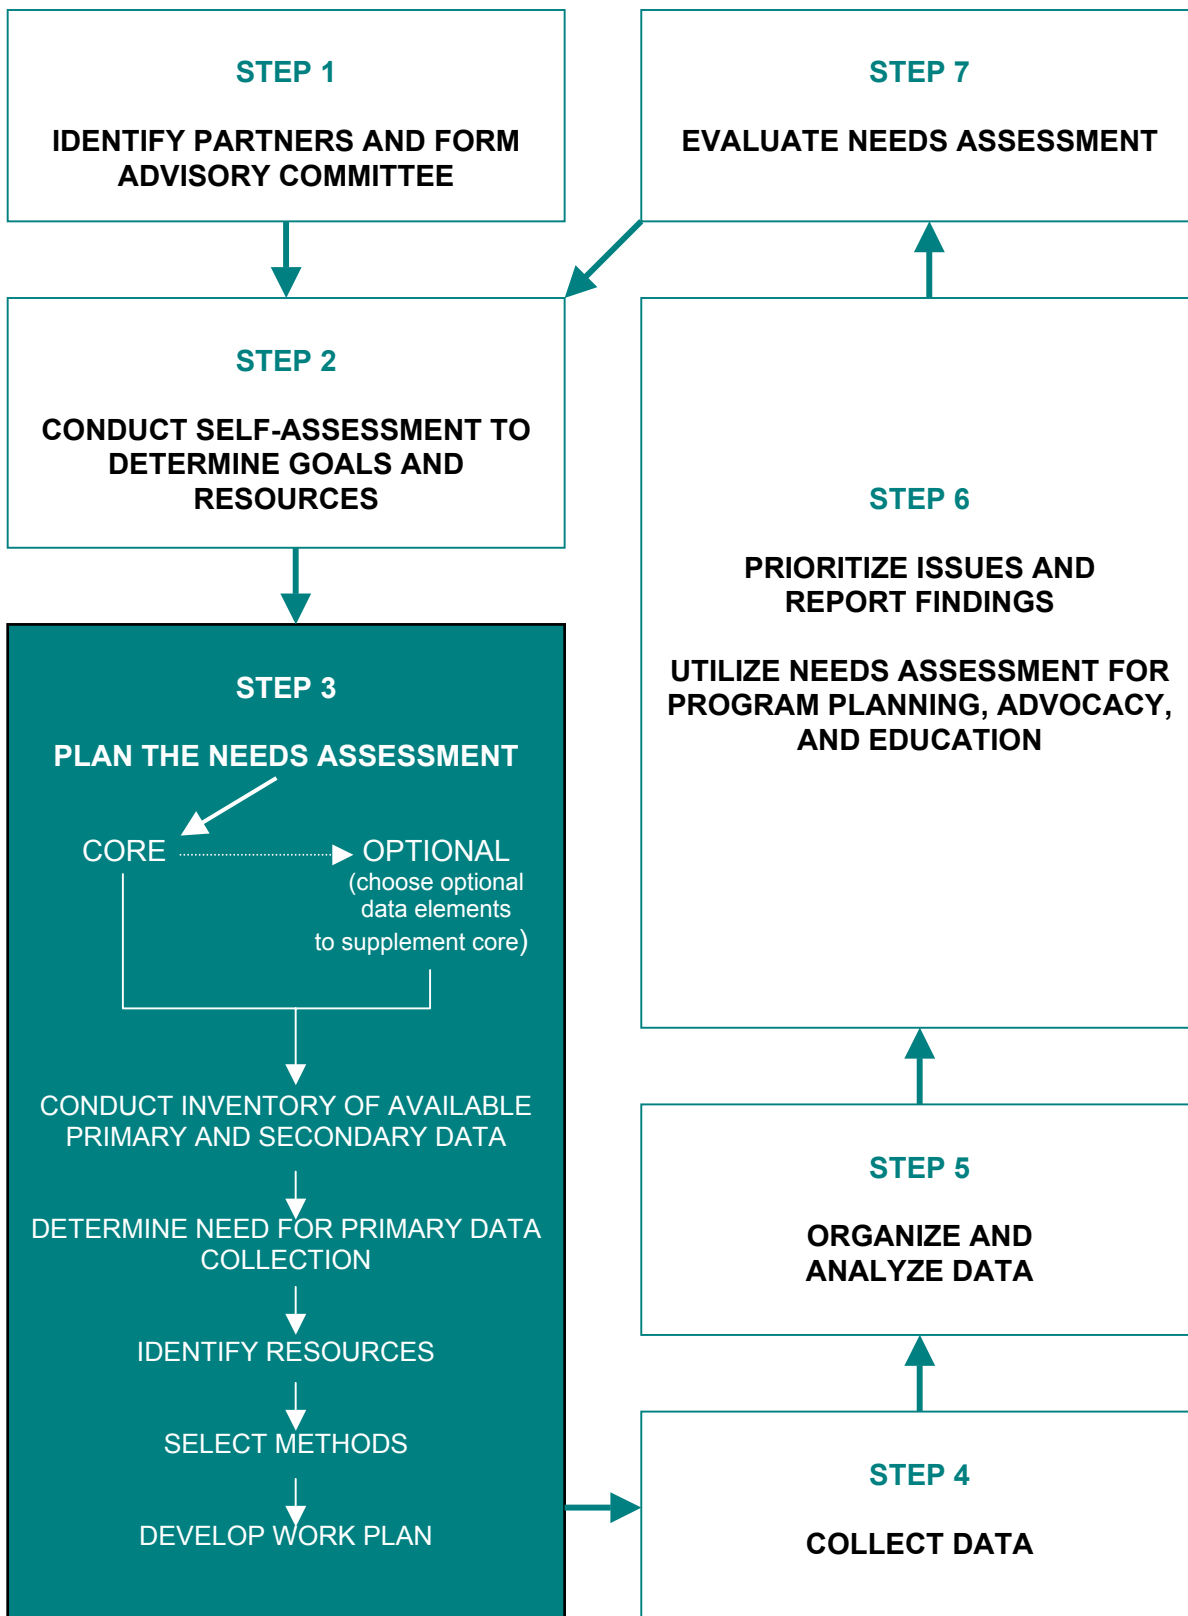 STEP 1
IDENTIFY PARTNERS AND FORM
ADVISORY COMMITTEE
STEP 2
CONDUCT SELF-ASSESSMENT TO
DETERMINE GOALS AND
RESOURCES
STEP 3
PLAN THE NEEDS ASSESSMENT
CORE
OPTIONAL
(choose optional
data elements
to supplement core)
CONDUCT INVENTORY OF AVAILABLE
PRIMARY AND SECONDARY DATA
DETERMINE NEED FOR PRIMARY DATA
COLLECTION
IDENTIFY RESOURCES
SELECT METHODS
DEVELOP WORK PLAN
STEP 4
COLLECT DATA
STEP 5
ORGANIZE AND
ANALYZE DATA
STEP 6
PRIORITIZE ISSUES AND
REPORT FINDINGS
UTILIZE NEEDS ASSESSMENT FOR
PROGRAM PLANNING, ADVOCACY,
AND EDUCATION
STEP 7
EVALUATE NEEDS ASSESSMENT